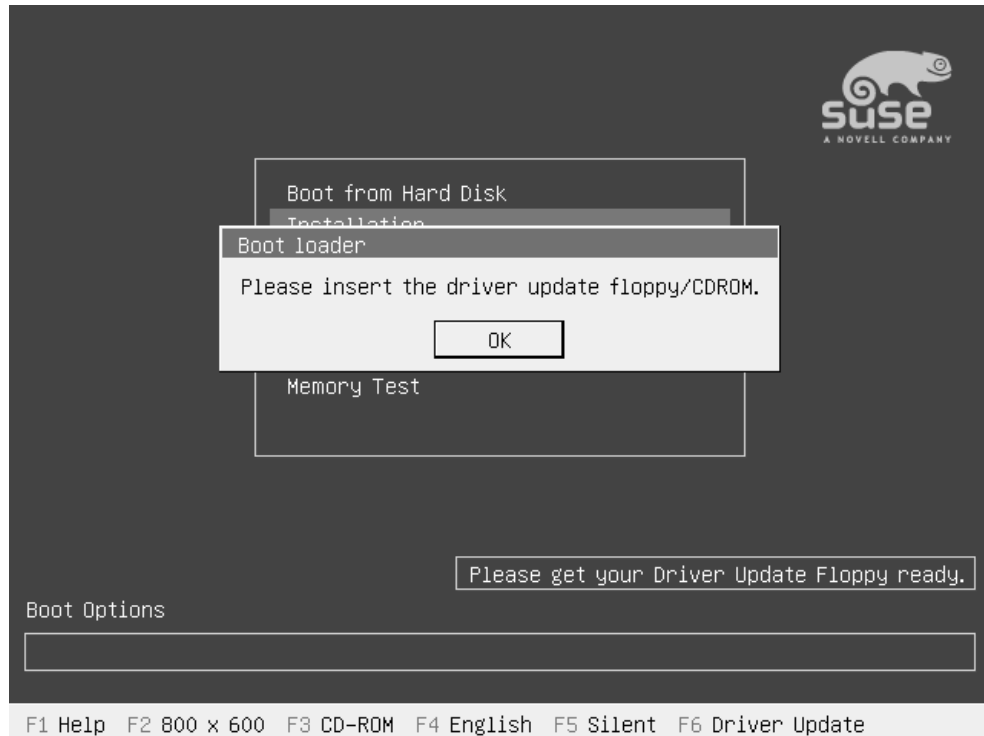 SUSE
A NOVELL COMPANY
Boot from Hard Disk
Installation
Boot loader
Please insert the driver update floppy/CDROM.
OK
Memory Test
Please get your Driver Update Floppy ready.
Boot Options
F1 Help F2 800 x 600 F3 CD-ROM F4 English F5 Silent F6 Driver Update